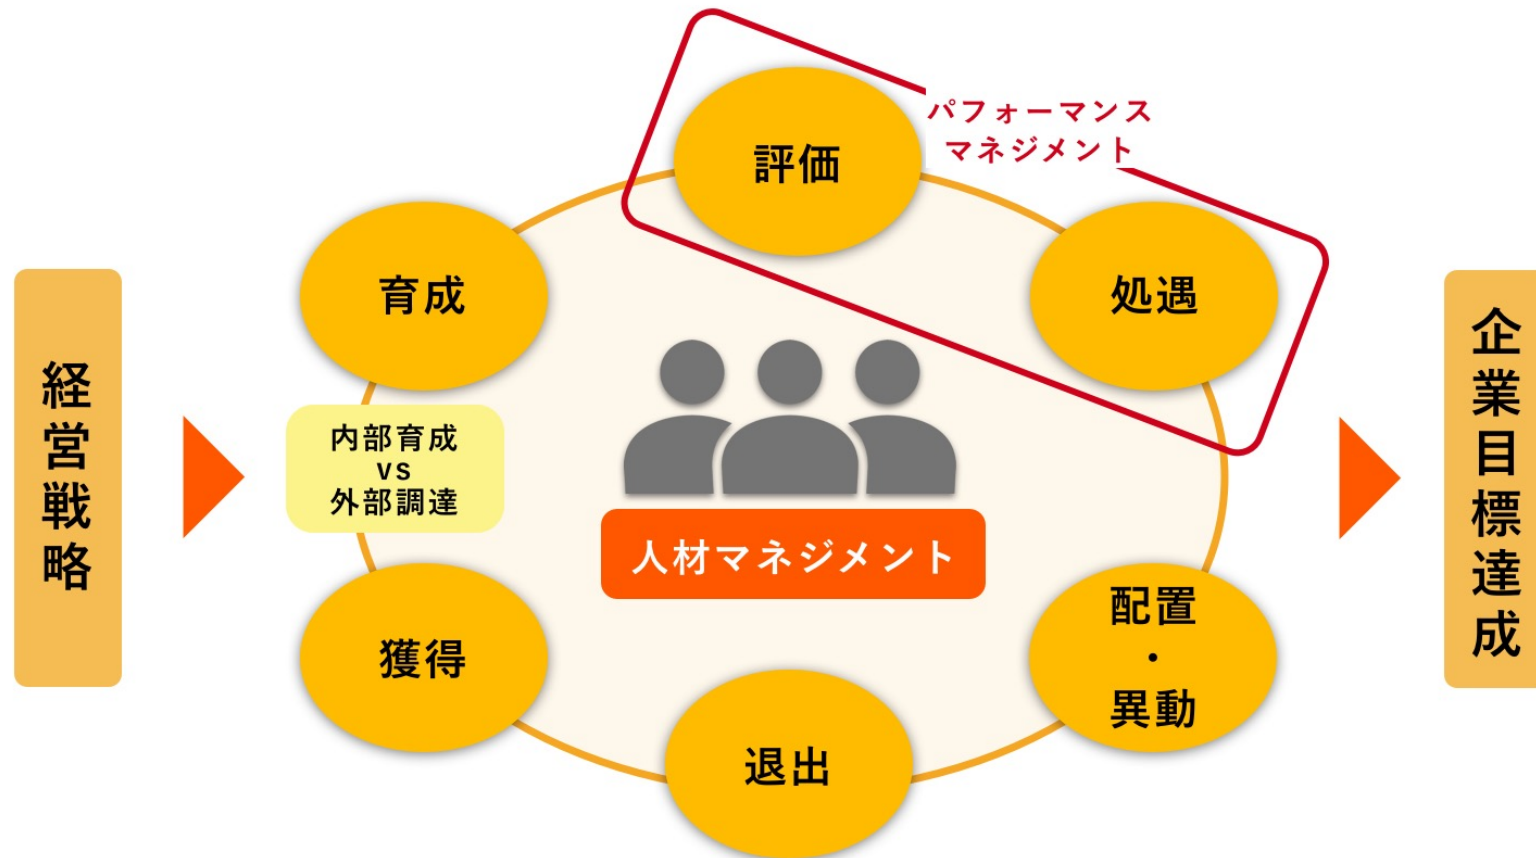 経営戦略
パフォーマンス
マネジメント
評価
育成
処遇
内部育成
vs
外部調達
人材マネジメント
獲得
配置
・
異動
退出
企業目標達成